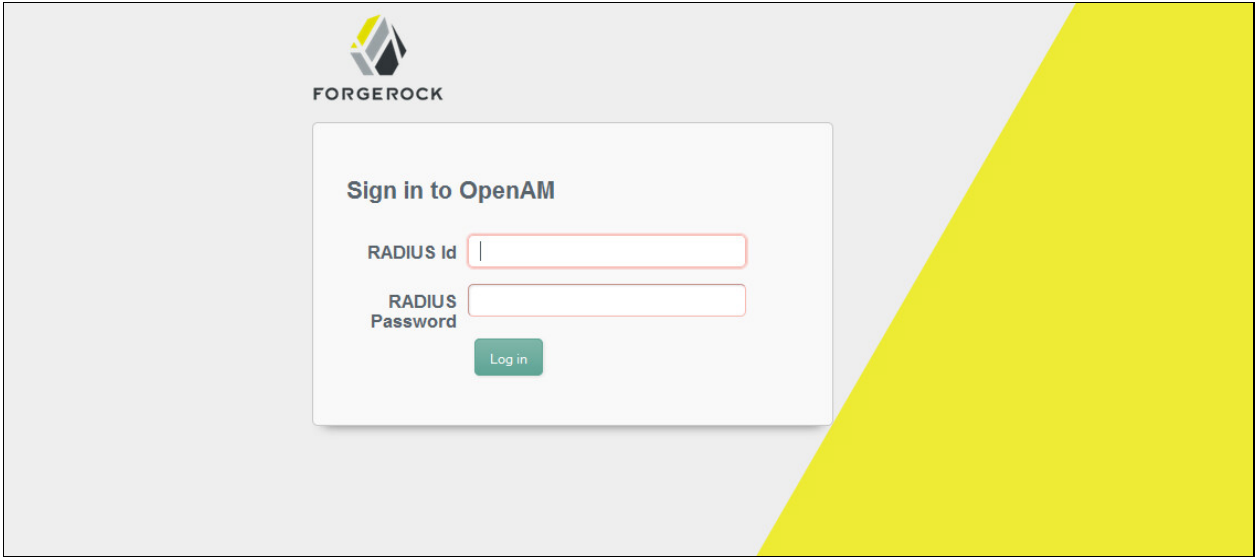 FORGEROCK
Sign in to OpenAM
RADIUS Id
RADIUS
Password
Log in